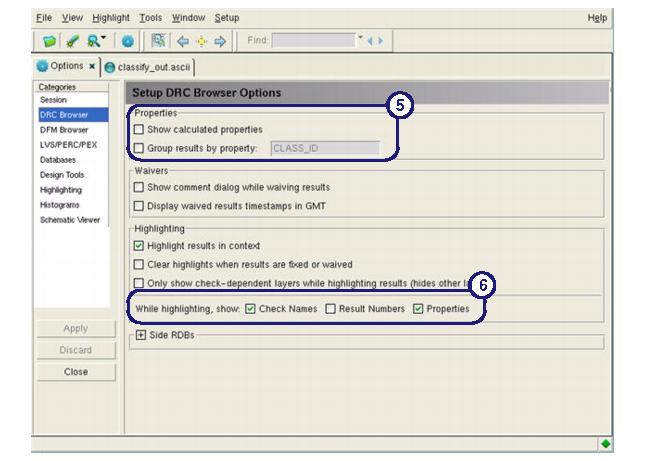 File View Highlight Tools Window Setup Help
Find:
Options x classify_out.ascii
Categories
Session
DRC Browser
DFM Browser
LVS/PERC/PEX
Databases
Design Tools
Highlighting
Histograms
Schematic Viewer
Apply
Discard
Close
Setup DRC Browser Options
5
Properties
Show calculated properties
Group results by property: CLASS_ID
Waivers
Show comment dialog while waiving results
Display waived results timestamps in GMT
Highlighting
Highlight results in context
Clear highlights when results are fixed or waived
Only show check-dependent layers while highlighting results (hides other
6
While highlighting, show: Check Names Result Numbers Properties
Side RDBs